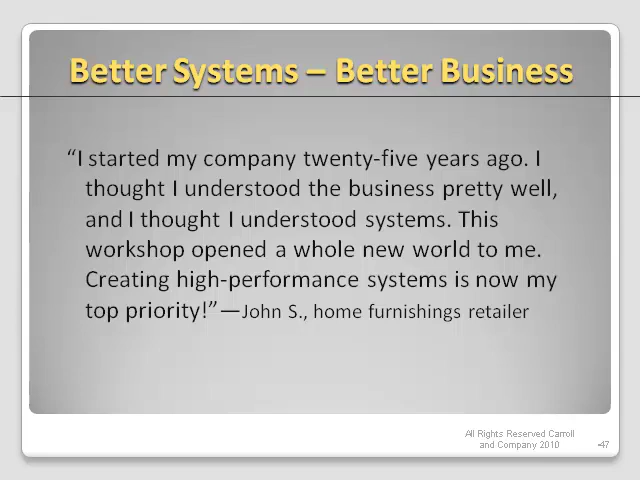 Better Systems – Better Business
“I started my company twenty-five years ago. I
thought I understood the business pretty well,
and I thought I understood systems. This
workshop opened a whole new world to me.
Creating high-performance systems is now my
top priority!”—John S., home furnishings retailer
All Rights Reserved Carroll
and Company 2010
-47